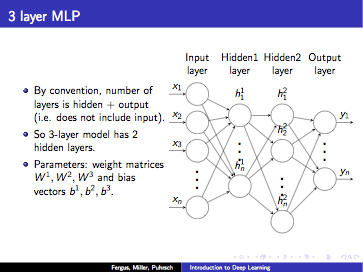 3 layer MLP
By convention, number of
layers is hidden + output
(i.e. does not include input).
So 3-layer model has 2
hidden layers.
Parameters: weight matrices
W¹, W², W³ and bias
vectors b¹, b², b³.
Input
layer
Hidden1
layer
Hidden2
layer
Output
layer
x₁
x₂
x₃
xₙ
h¹₁
h¹ₙ
h²₁
h²₂
h²ₙ
y₁
yₙ
Fergus, Miller, Puhrsch
Introduction to Deep Learning